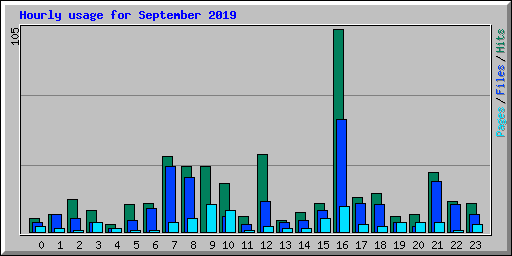 Hourly usage for September 2019
105
Pages/Files/Hits
0 1 2 3 4 5 6 7 8 9 10 11 12 13 14 15 16 17 18 19 20 21 22 23